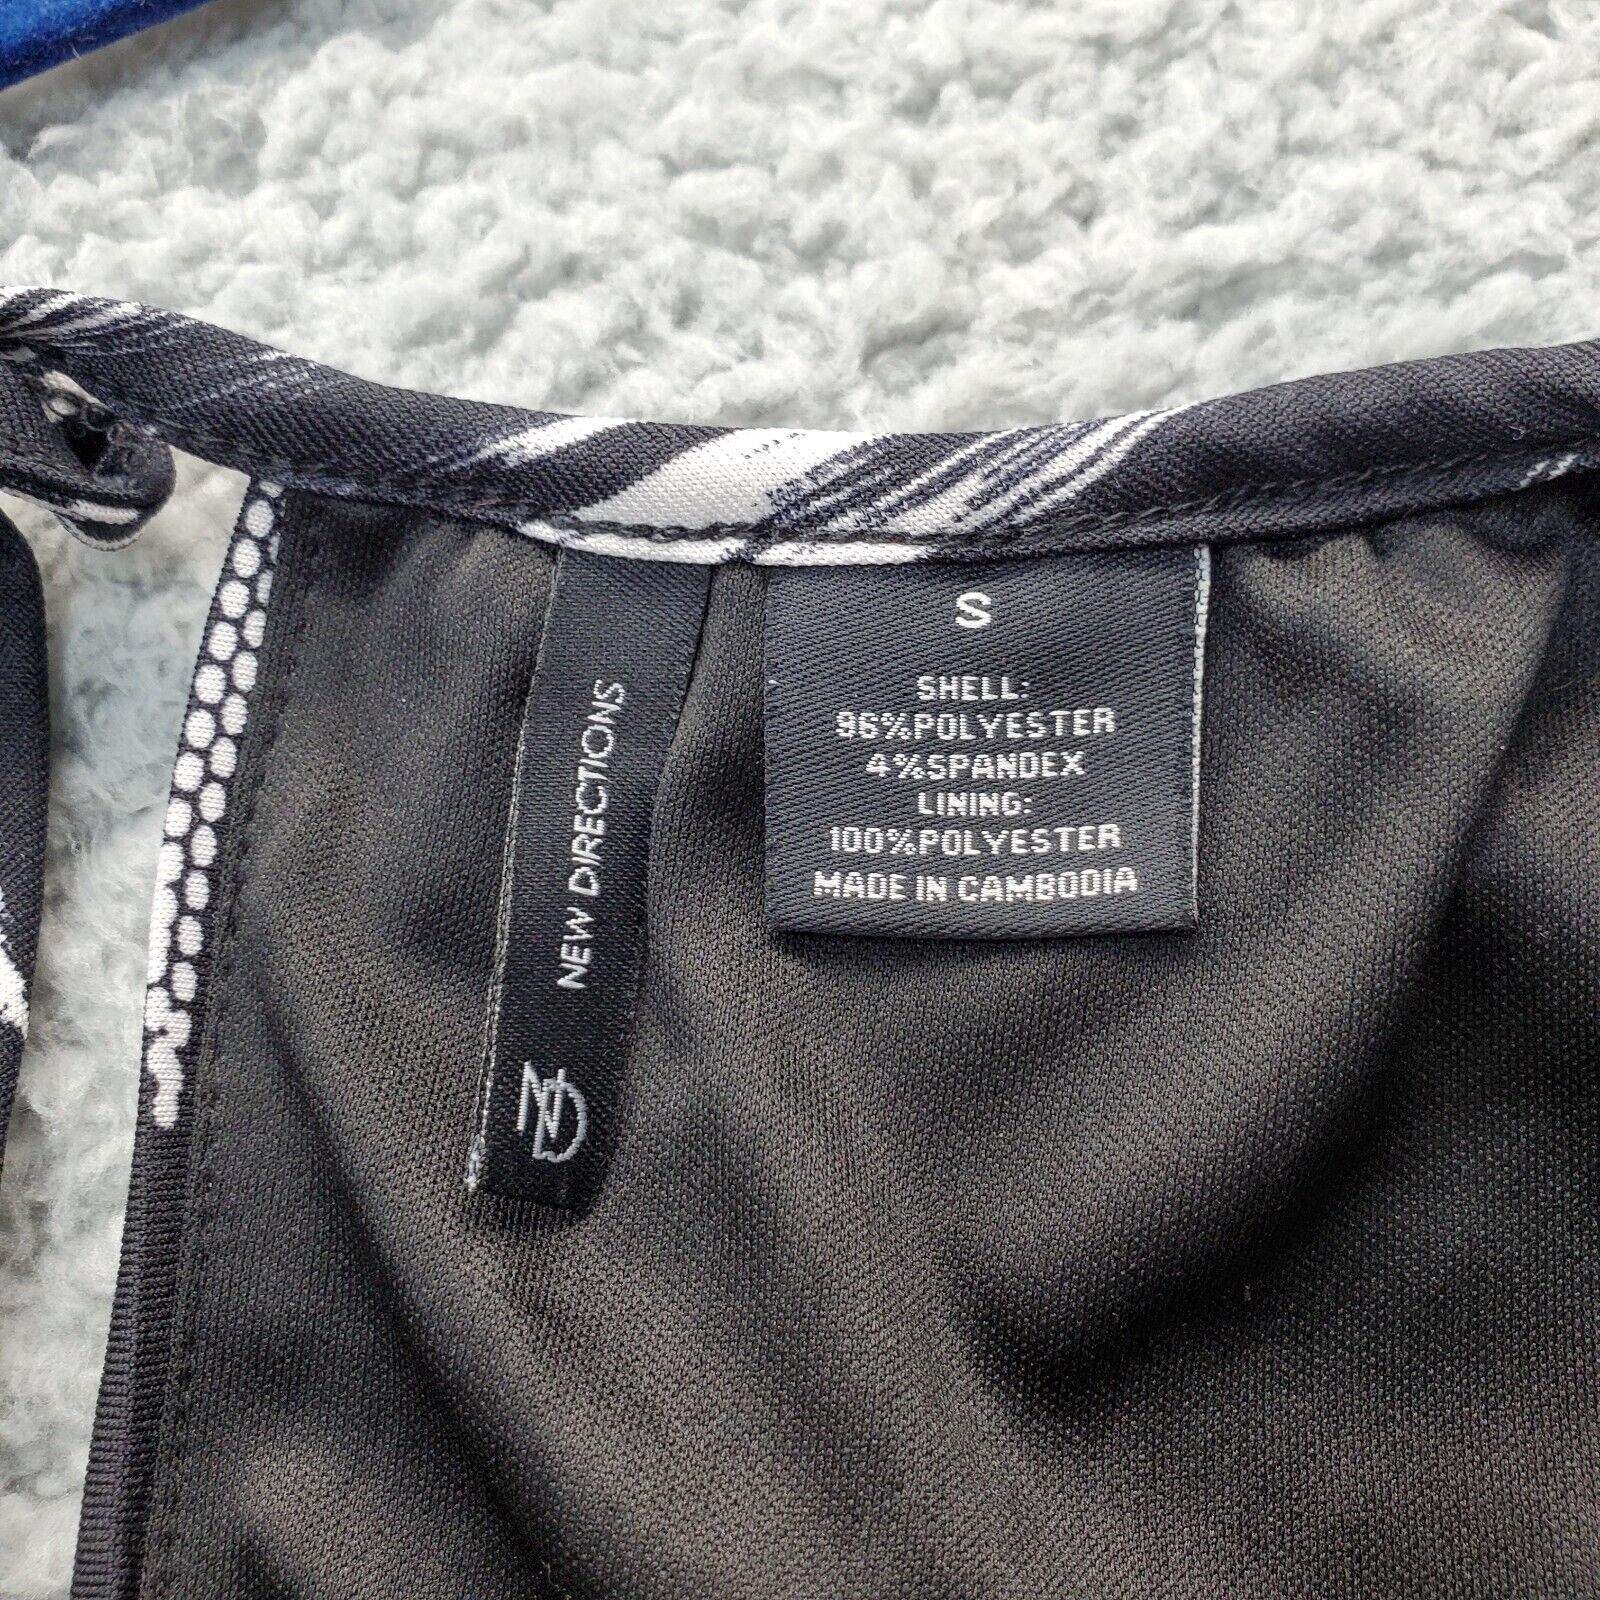 NEW DIRECTIONS
ND
S
SHELL:
96%POLYESTER
4%SPANDEX
LINING:
100%POLYESTER
MADE IN CAMBODIA